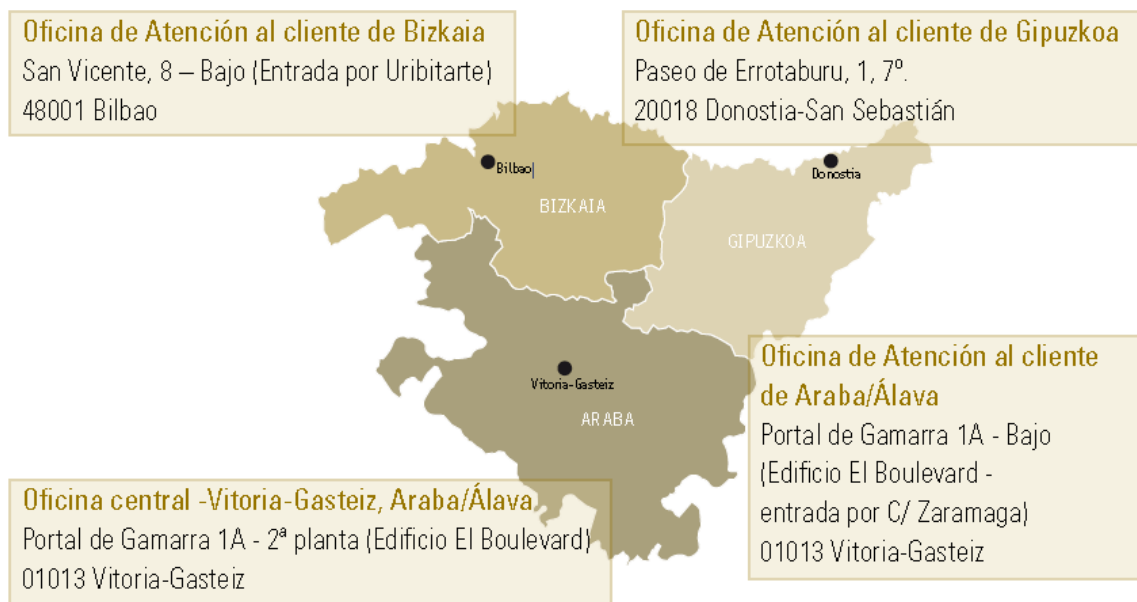 Oficina de Atención al cliente de Bizkaia
San Vicente, 8 – Bajo (Entrada por Uribitarte)
48001 Bilbao
Oficina de Atención al cliente de Gipuzkoa
Paseo de Errotaburu, 1, 7º.
20018 Donostia-San Sebastián
Bilbao
Donostia
BIZKAIA
GIPUZKOA
Vitoria-Gasteiz
ARABA
Oficina de Atención al cliente
de Araba/Álava
Portal de Gamarra 1A - Bajo
(Edificio El Boulevard -
entrada por C/ Zaramaga)
01013 Vitoria-Gasteiz
Oficina central -Vitoria-Gasteiz, Araba/Álava
Portal de Gamarra 1A - 2ª planta (Edificio El Boulevard)
01013 Vitoria-Gasteiz